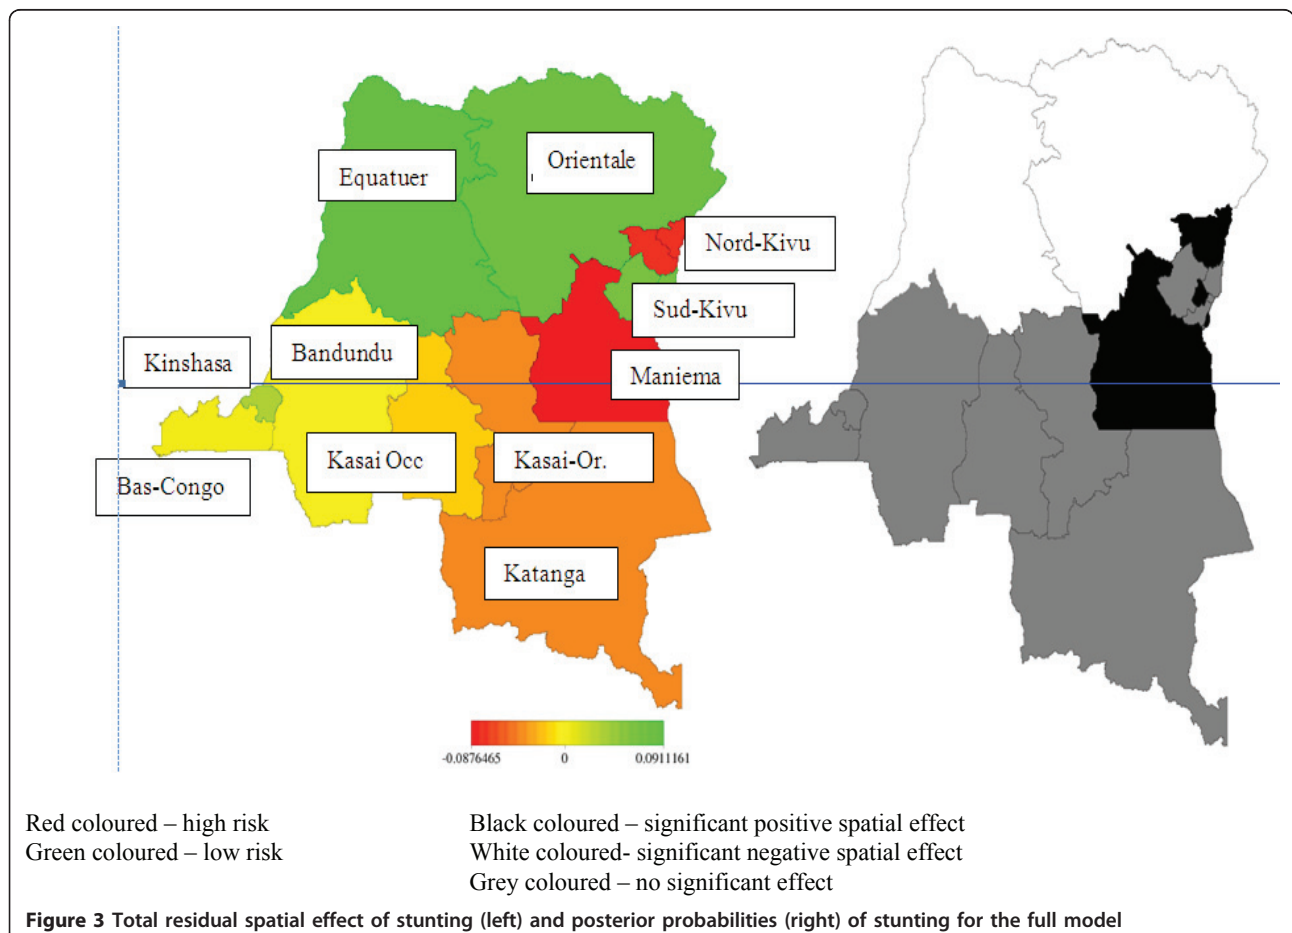 Equatuer
Orientale
Nord-Kivu
Sud-Kivu
Kinshasa
Bandundu
Maniema
Kasai Occ
Kasai-Or.
Bas-Congo
Katanga
-0.0876465 0 0.0911161
Red coloured – high risk
Green coloured – low risk
Black coloured – significant positive spatial effect
White coloured- significant negative spatial effect
Grey coloured – no significant effect
Figure 3 Total residual spatial effect of stunting (left) and posterior probabilities (right) of stunting for the full model